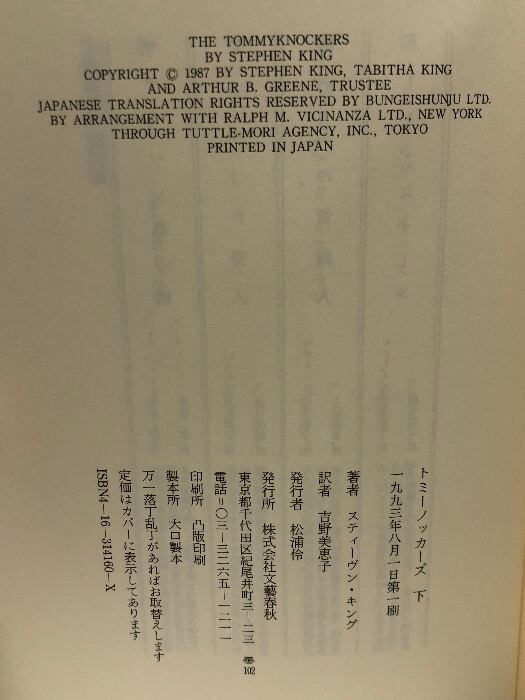 THE TOMMYKNOCKERS
BY STEPHEN KING
COPYRIGHT © 1987 BY STEPHEN KING, TABITHA KING
AND ARTHUR B. GREENE, TRUSTEE
JAPANESE TRANSLATION RIGHTS RESERVED BY BUNGEISHUNJU LTD.
BY ARRANGEMENT WITH RALPH M. VICINANZA LTD., NEW YORK
THROUGH TUTTLE-MORI AGENCY, INC., TOKYO
PRINTED IN JAPAN
トミーノッカーズ 下
一九九三年八月一日第一刷
著者 スティーヴン・キング
訳者 吉野美恵子
発行者 松浦伶
発行所 株式会社文藝春秋
東京都千代田区紀尾井町三―二三 ☎102
電話=〇三―三二六五―一二一一
印刷所 凸版印刷
製本所 大口製本
万一落丁乱丁があればお取替えします
定価はカバーに表示してあります
ISBN4-16-314160-X